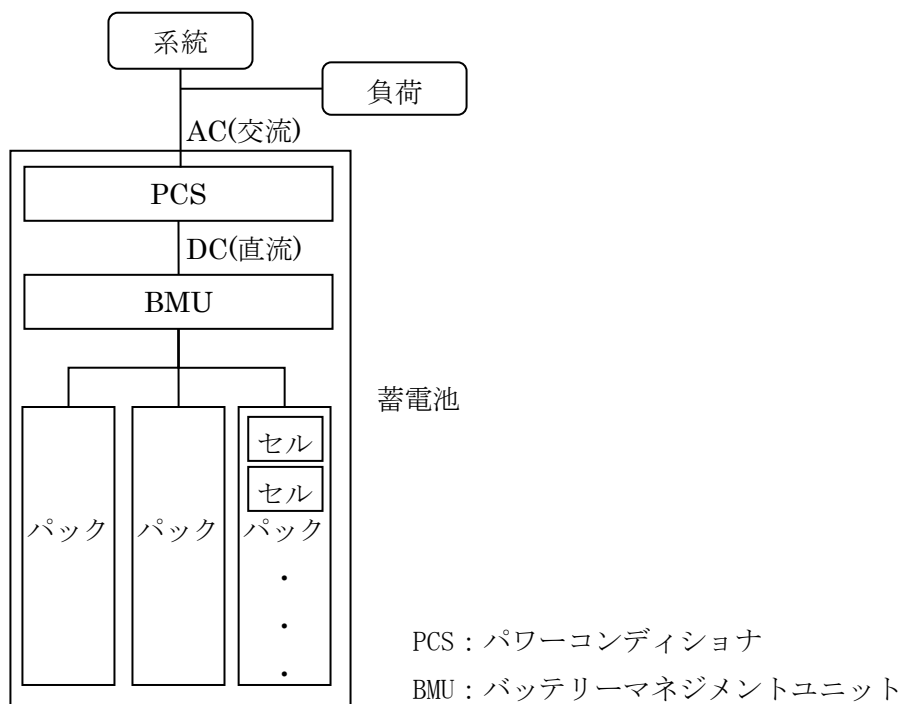 系統
負荷
AC(交流)
PCS
DC(直流)
BMU
蓄電池
セル
セル
パック
パック
パック
・
・
・
PCS：パワーコンディショナ
BMU：バッテリーマネジメントユニット